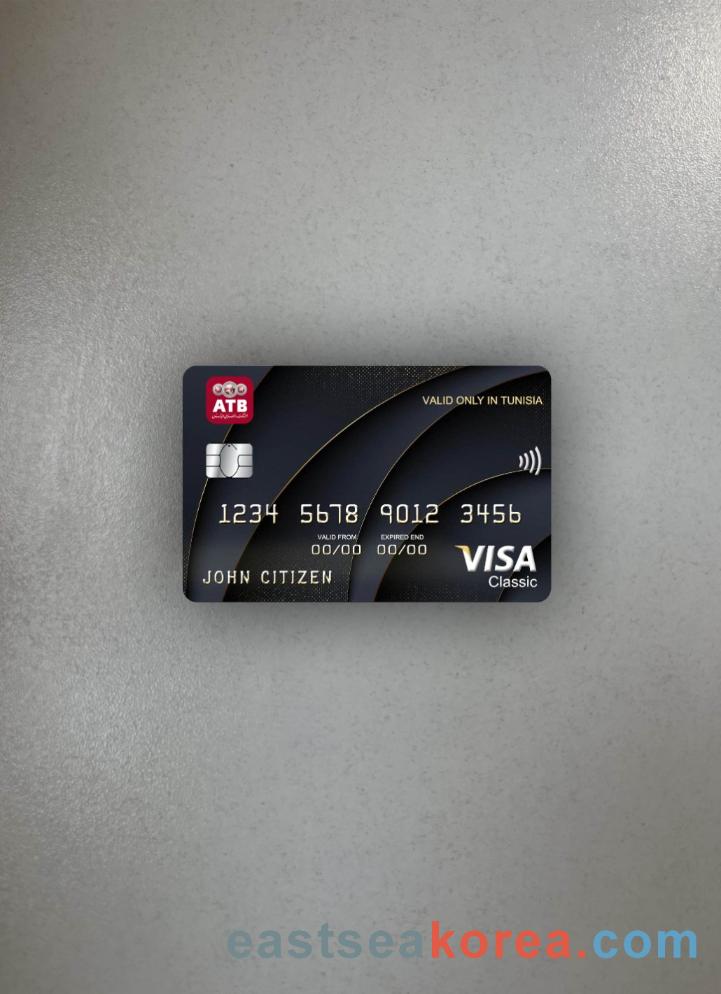 ATB
VALID ONLY IN TUNISIA
1234 5678 9012 3456
VALID FROM EXPIRED END
00/00 00/00
JOHN CITIZEN
VISA
Classic
eastseakorea.com